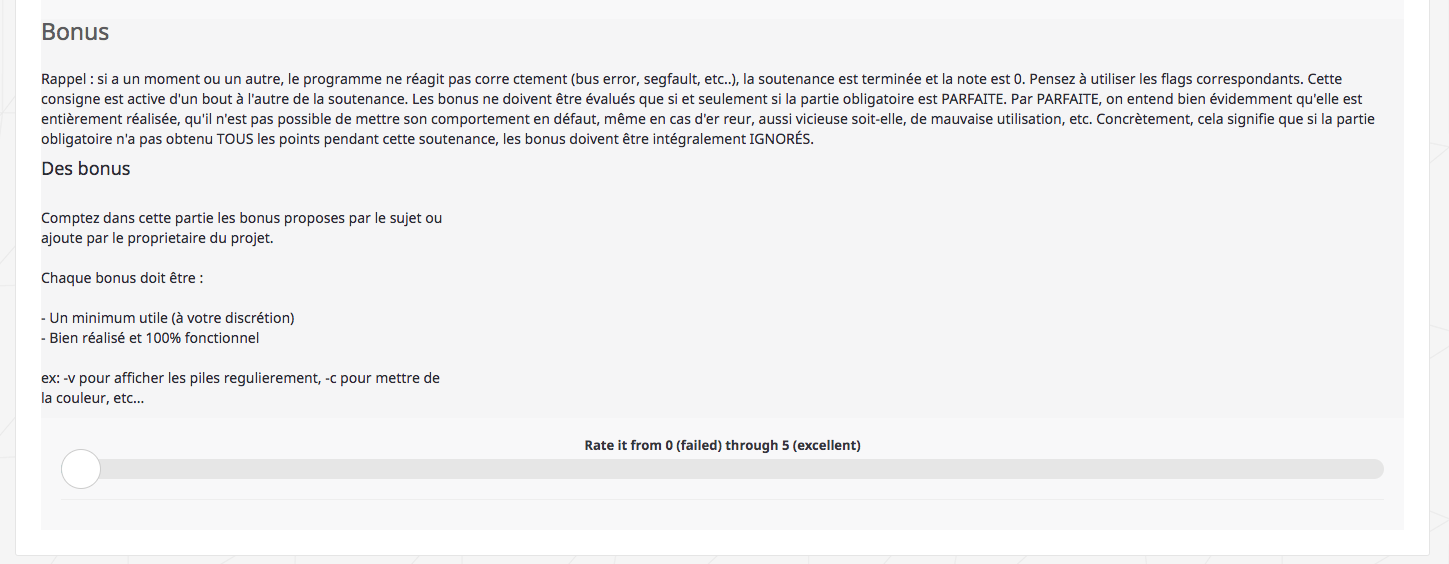 Bonus
Rappel : si a un moment ou un autre, le programme ne réagit pas corre ctement (bus error, segfault, etc..), la soutenance est terminée et la note est 0. Pensez à utiliser les flags correspondants. Cette
consigne est active d'un bout à l'autre de la soutenance. Les bonus ne doivent être évalués que si et seulement si la partie obligatoire est PARFAITE. Par PARFAITE, on entend bien évidemment qu'elle est
entièrement réalisée, qu'il n'est pas possible de mettre son comportement en défaut, même en cas d'er reur, aussi vicieuse soit-elle, de mauvaise utilisation, etc. Concrètement, cela signifie que si la partie
obligatoire n'a pas obtenu TOUS les points pendant cette soutenance, les bonus doivent être intégralement IGNORÉS.
Des bonus
Comptez dans cette partie les bonus proposes par le sujet ou
ajoute par le proprietaire du projet.
Chaque bonus doit être :
- Un minimum utile (à votre discrétion)
- Bien réalisé et 100% fonctionnel
ex: -v pour afficher les piles regulierement, -c pour mettre de
la couleur, etc...
Rate it from 0 (failed) through 5 (excellent)